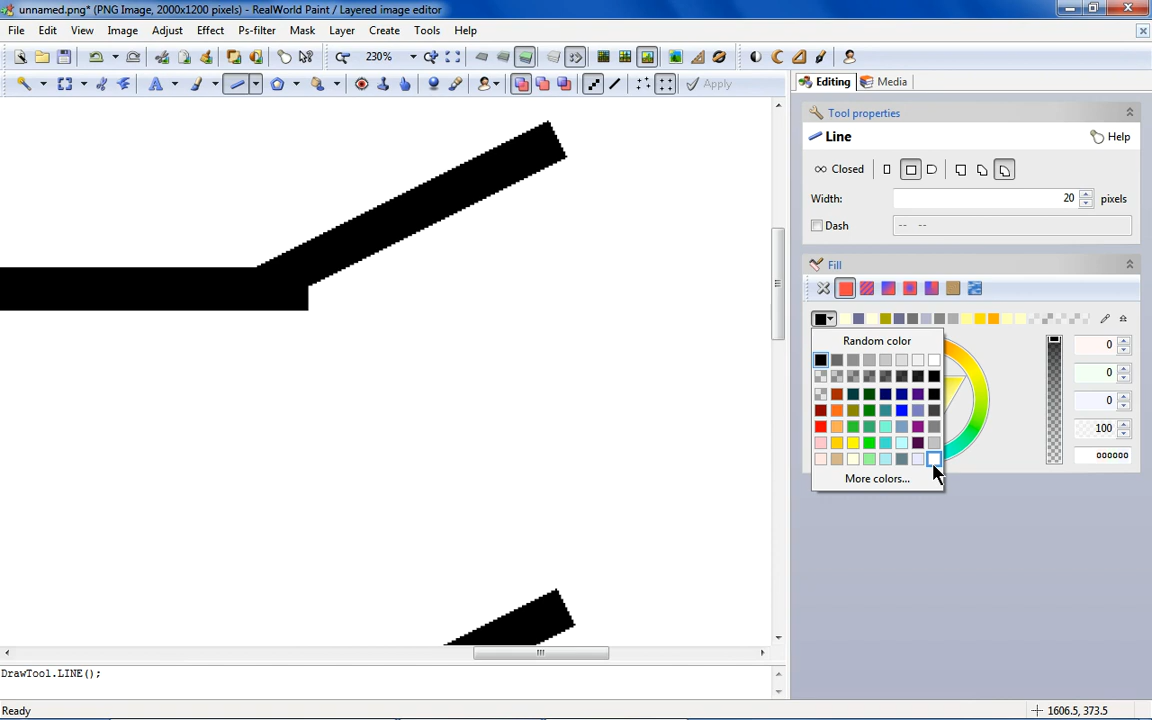 unnamed.png* (PNG Image, 2000x1200 pixels) - RealWorld Paint / Layered image editor
File Edit View Image Adjust Effect Ps-filter Mask Layer Create Tools Help
230%
Apply
Editing Media
Tool properties
Line Help
Closed
Width: 20 pixels
Dash -- --
Fill
Random color
0
0
0
100
000000
More colors...
DrawTool.LINE();
Ready 1606.5, 373.5